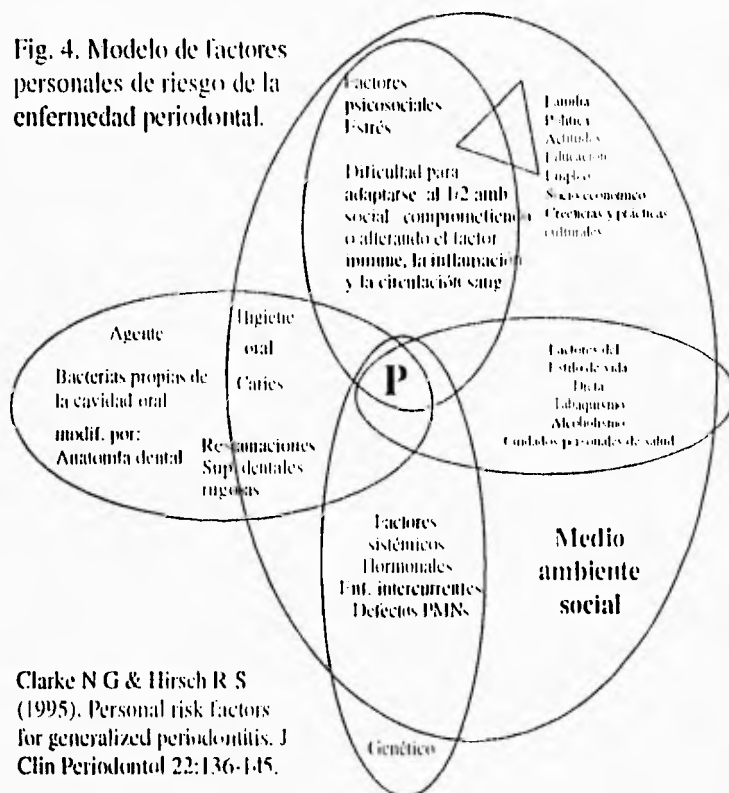 Fig. 4. Modelo de factores
personales de riesgo de la
enfermedad periodontal.
Factores
psicosociales
Estrés
Dificultad para
adaptarse al 1/2 amb
social comprometiend
o alterando el factor
inmune, la inflamación
y la circulación sang
Familia
Política
Actitudes
Educación
Empleo
Socio económico
Creencias y prácticas
culturales
Agente
Bacterias propias de
la cavidad oral
modif. por:
Anatomía dental
Higiene
oral
Caries
Restauraciones
Sup. dentales
rugosas
P
Factores del
Estilo de vida
Dieta
Tabaquismo
Alcoholismo
Cuidados personales de salud
Factores
sistémicos
Hormonales
Enf. intercurrentes
Defectos PMNs
Medio
ambiente
social
Genético
Clarke N G & Hirsch R S
(1995). Personal risk factors
for generalized periodontitis. J
Clin Periodontol 22:136-145.